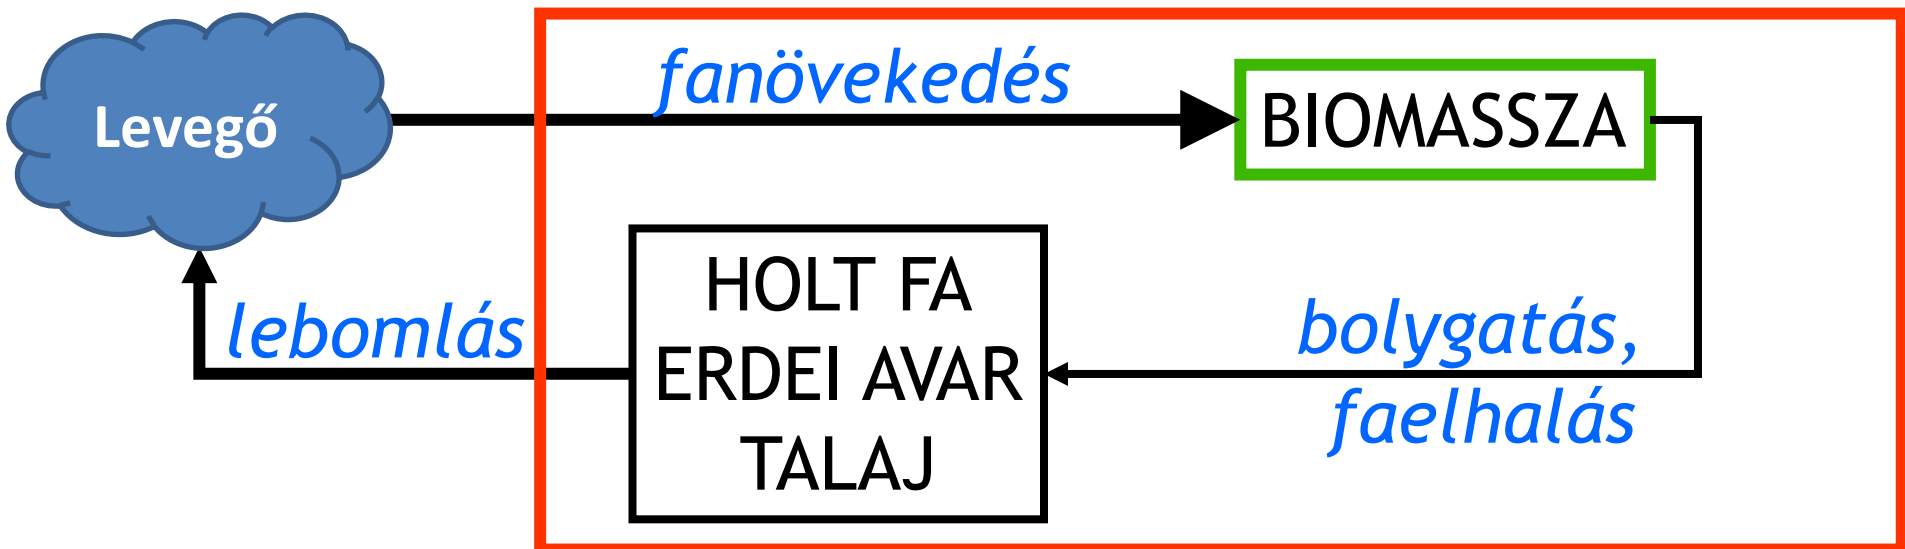 Levegő
fanövekedés
BIOMASSZA
HOLT FA
ERDEI AVAR
TALAJ
lebomlás
bolygatás,
faelhalás